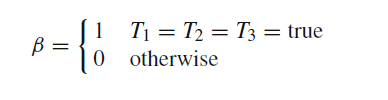 β = { 1 T₁ = T₂ = T₃ = true
0 otherwise